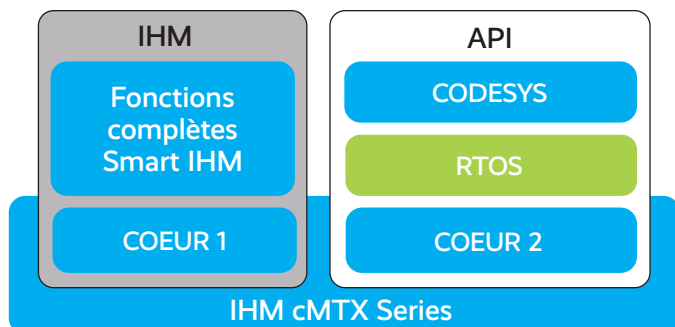 IHM
Fonctions
complètes
Smart IHM
COEUR 1
API
CODESYS
RTOS
COEUR 2
IHM cMTX Series